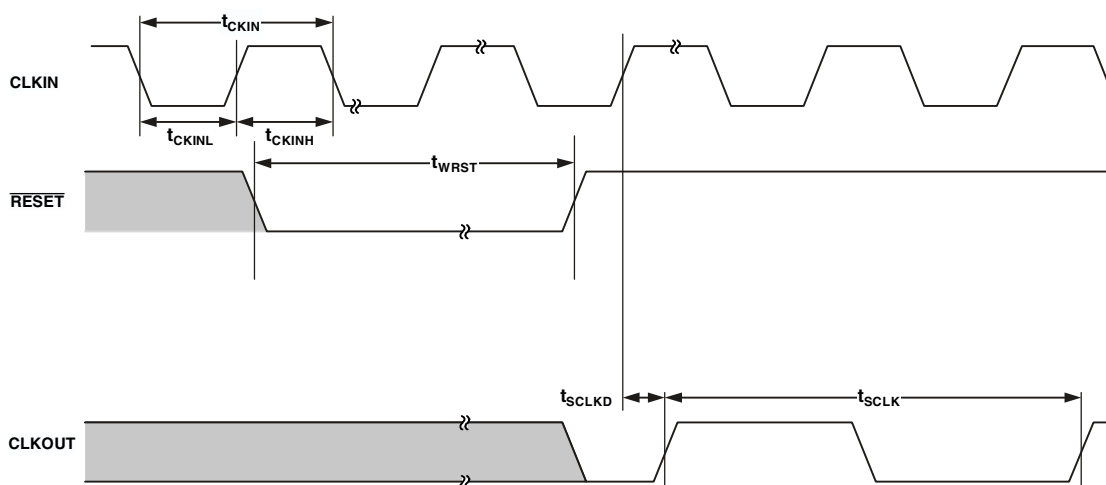 tCKIN
CLKIN
tCKINL
tCKINH
tWRST
RESET
tSCLKD
tSCLK
CLKOUT